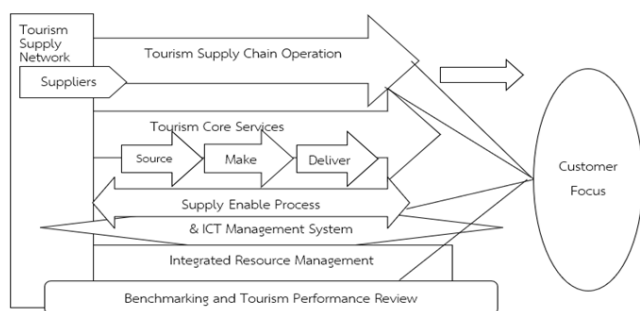 Tourism
Supply
Network
Suppliers
Tourism Supply Chain Operation
Tourism Core Services
Source
Make
Deliver
Supply Enable Process
& ICT Management System
Integrated Resource Management
Benchmarking and Tourism Performance Review
Customer
Focus